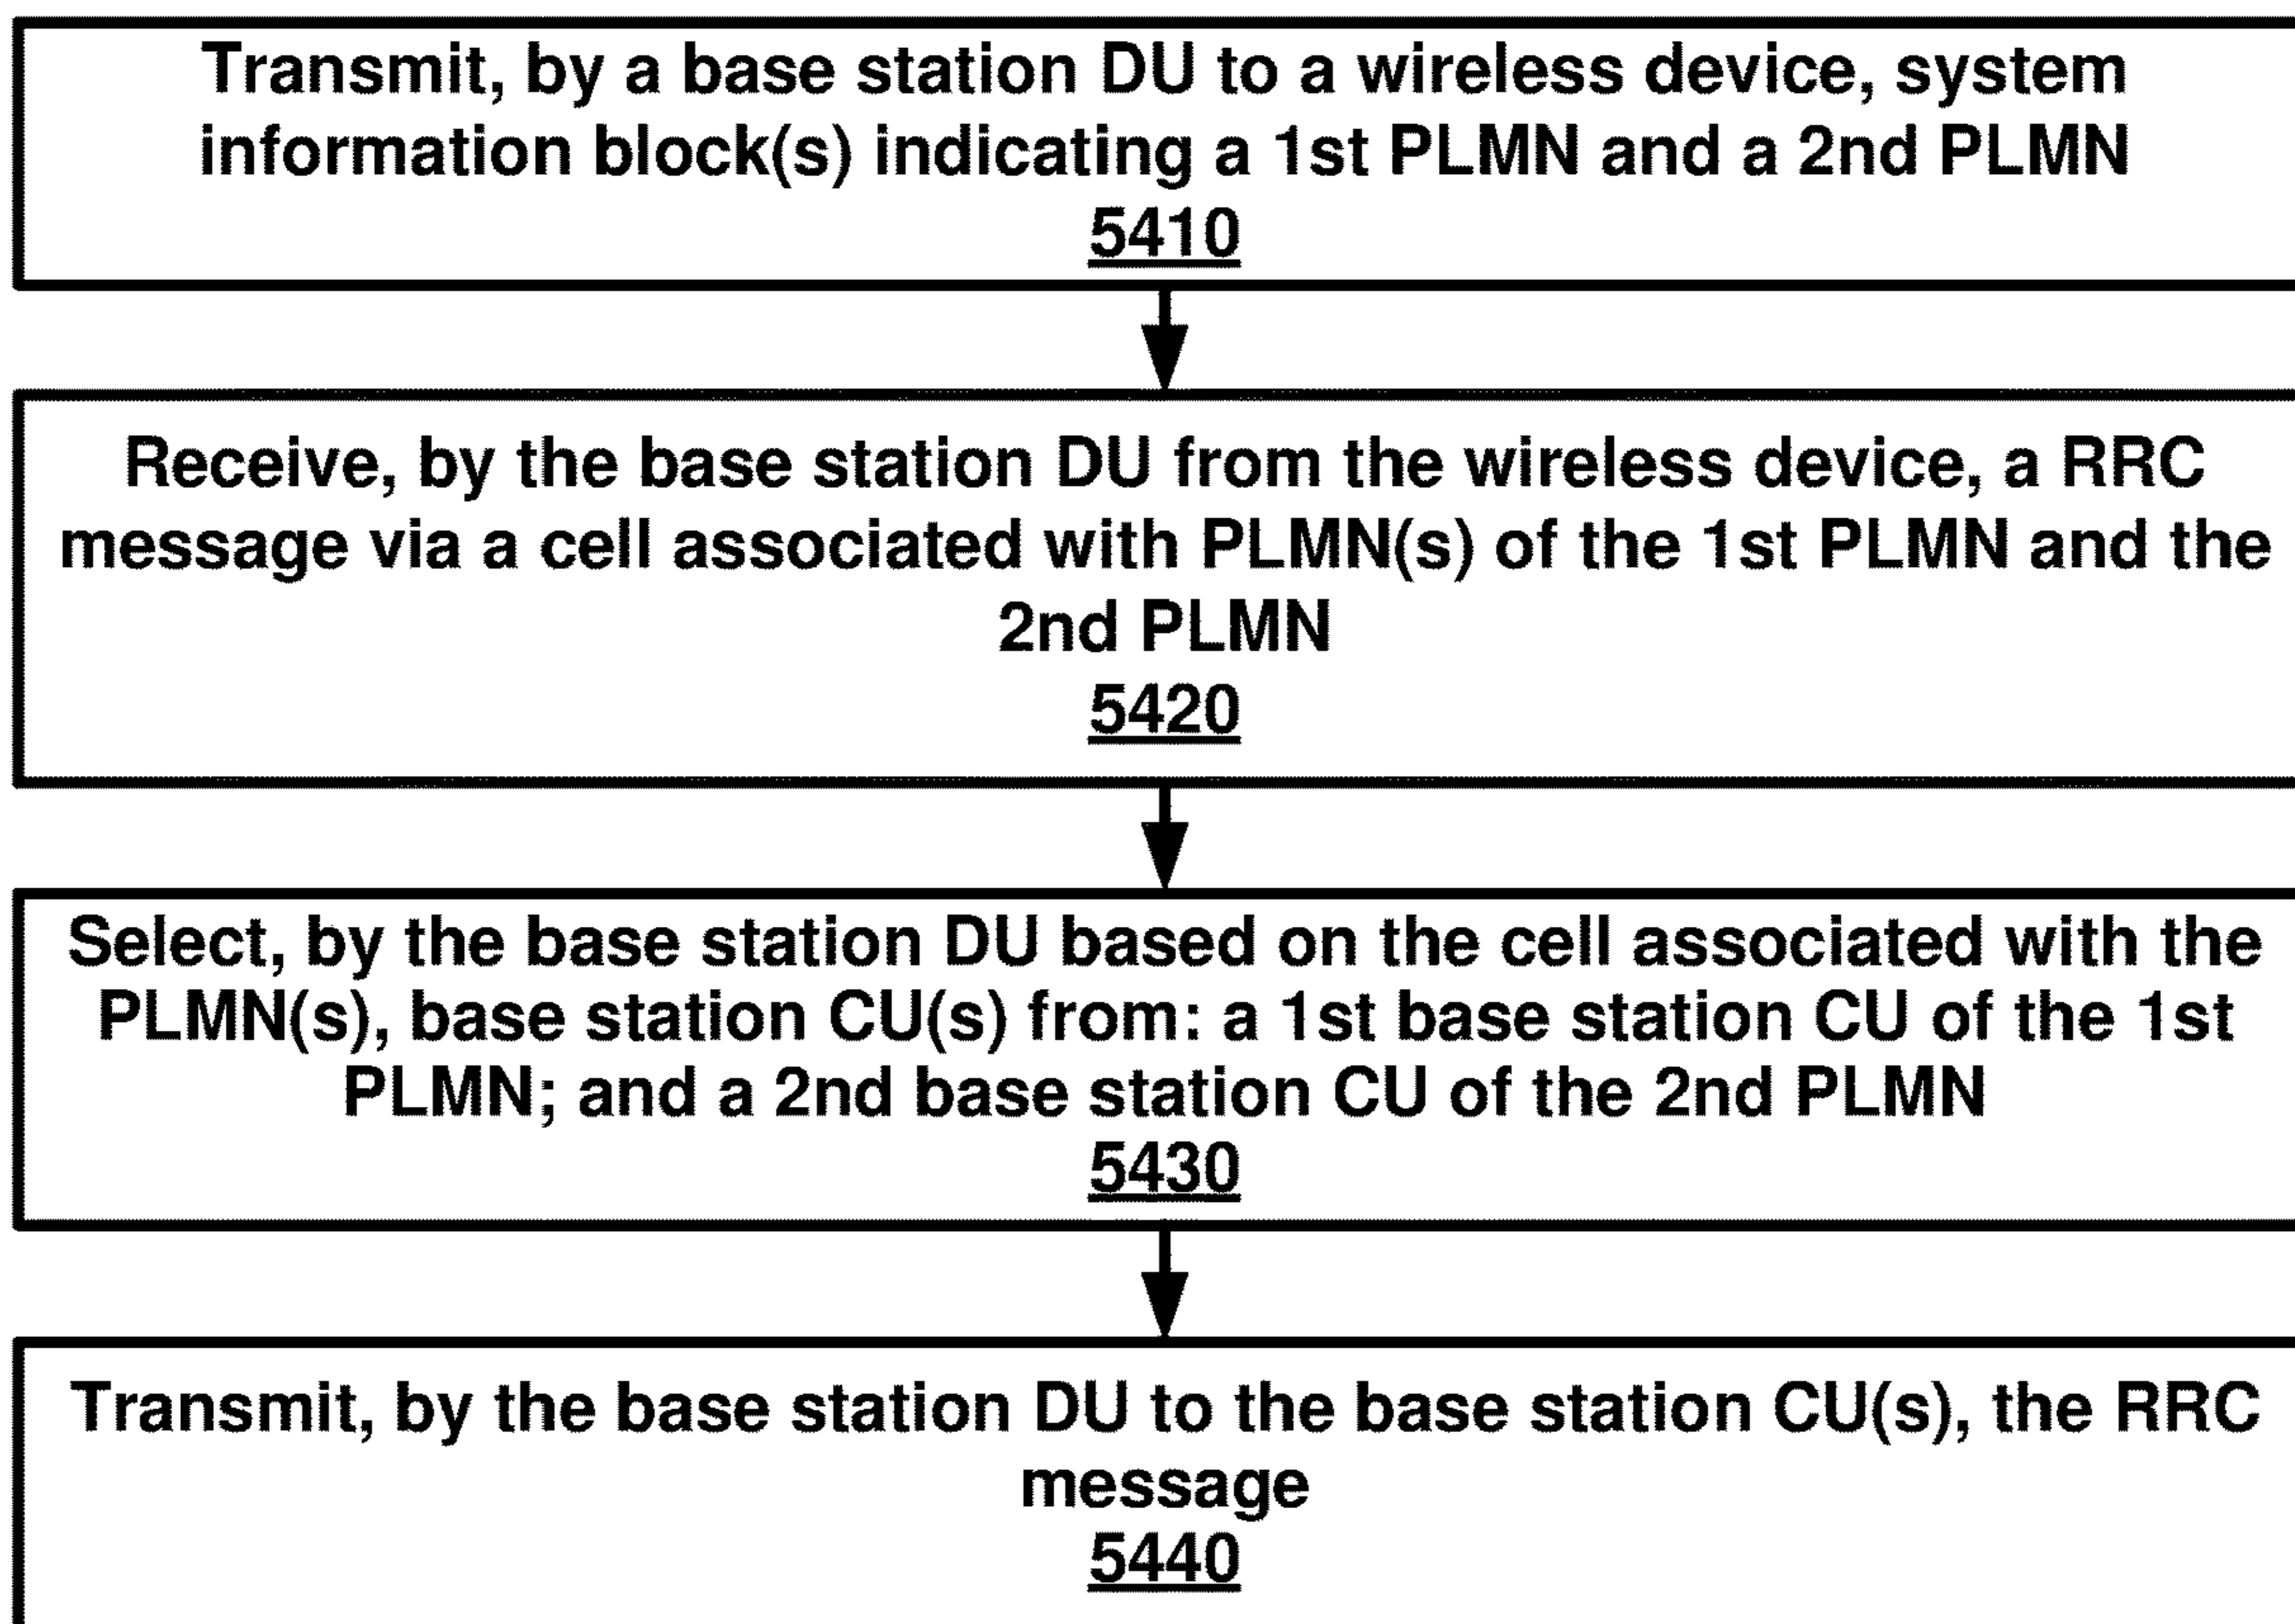 Transmit, by a base station DU to a wireless device, system
information block(s) indicating a 1st PLMN and a 2nd PLMN
5410
Receive, by the base station DU from the wireless device, a RRC
message via a cell associated with PLMN(s) of the 1st PLMN and the
2nd PLMN
5420
Select, by the base station DU based on the cell associated with the
PLMN(s), base station CU(s) from: a 1st base station CU of the 1st
PLMN; and a 2nd base station CU of the 2nd PLMN
5430
Transmit, by the base station DU to the base station CU(s), the RRC
message
5440